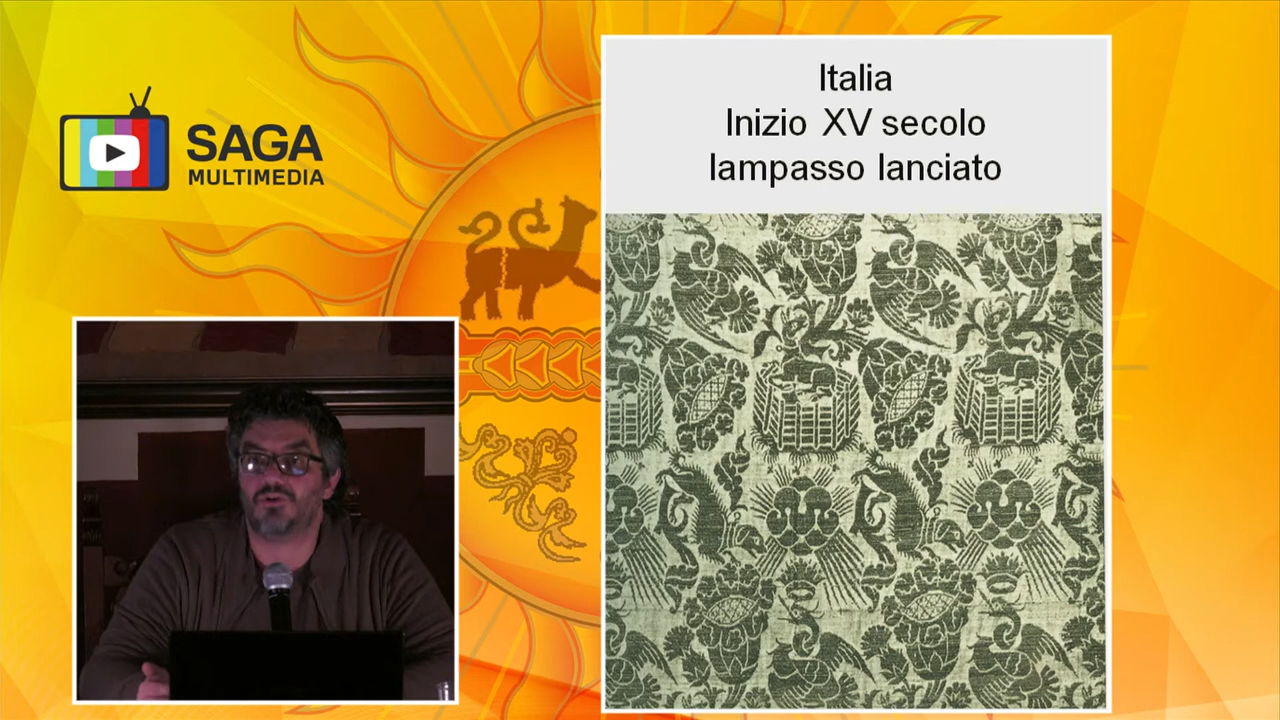 SAGA
MULTIMEDIA
Italia
Inizio XV secolo
lampasso lanciato